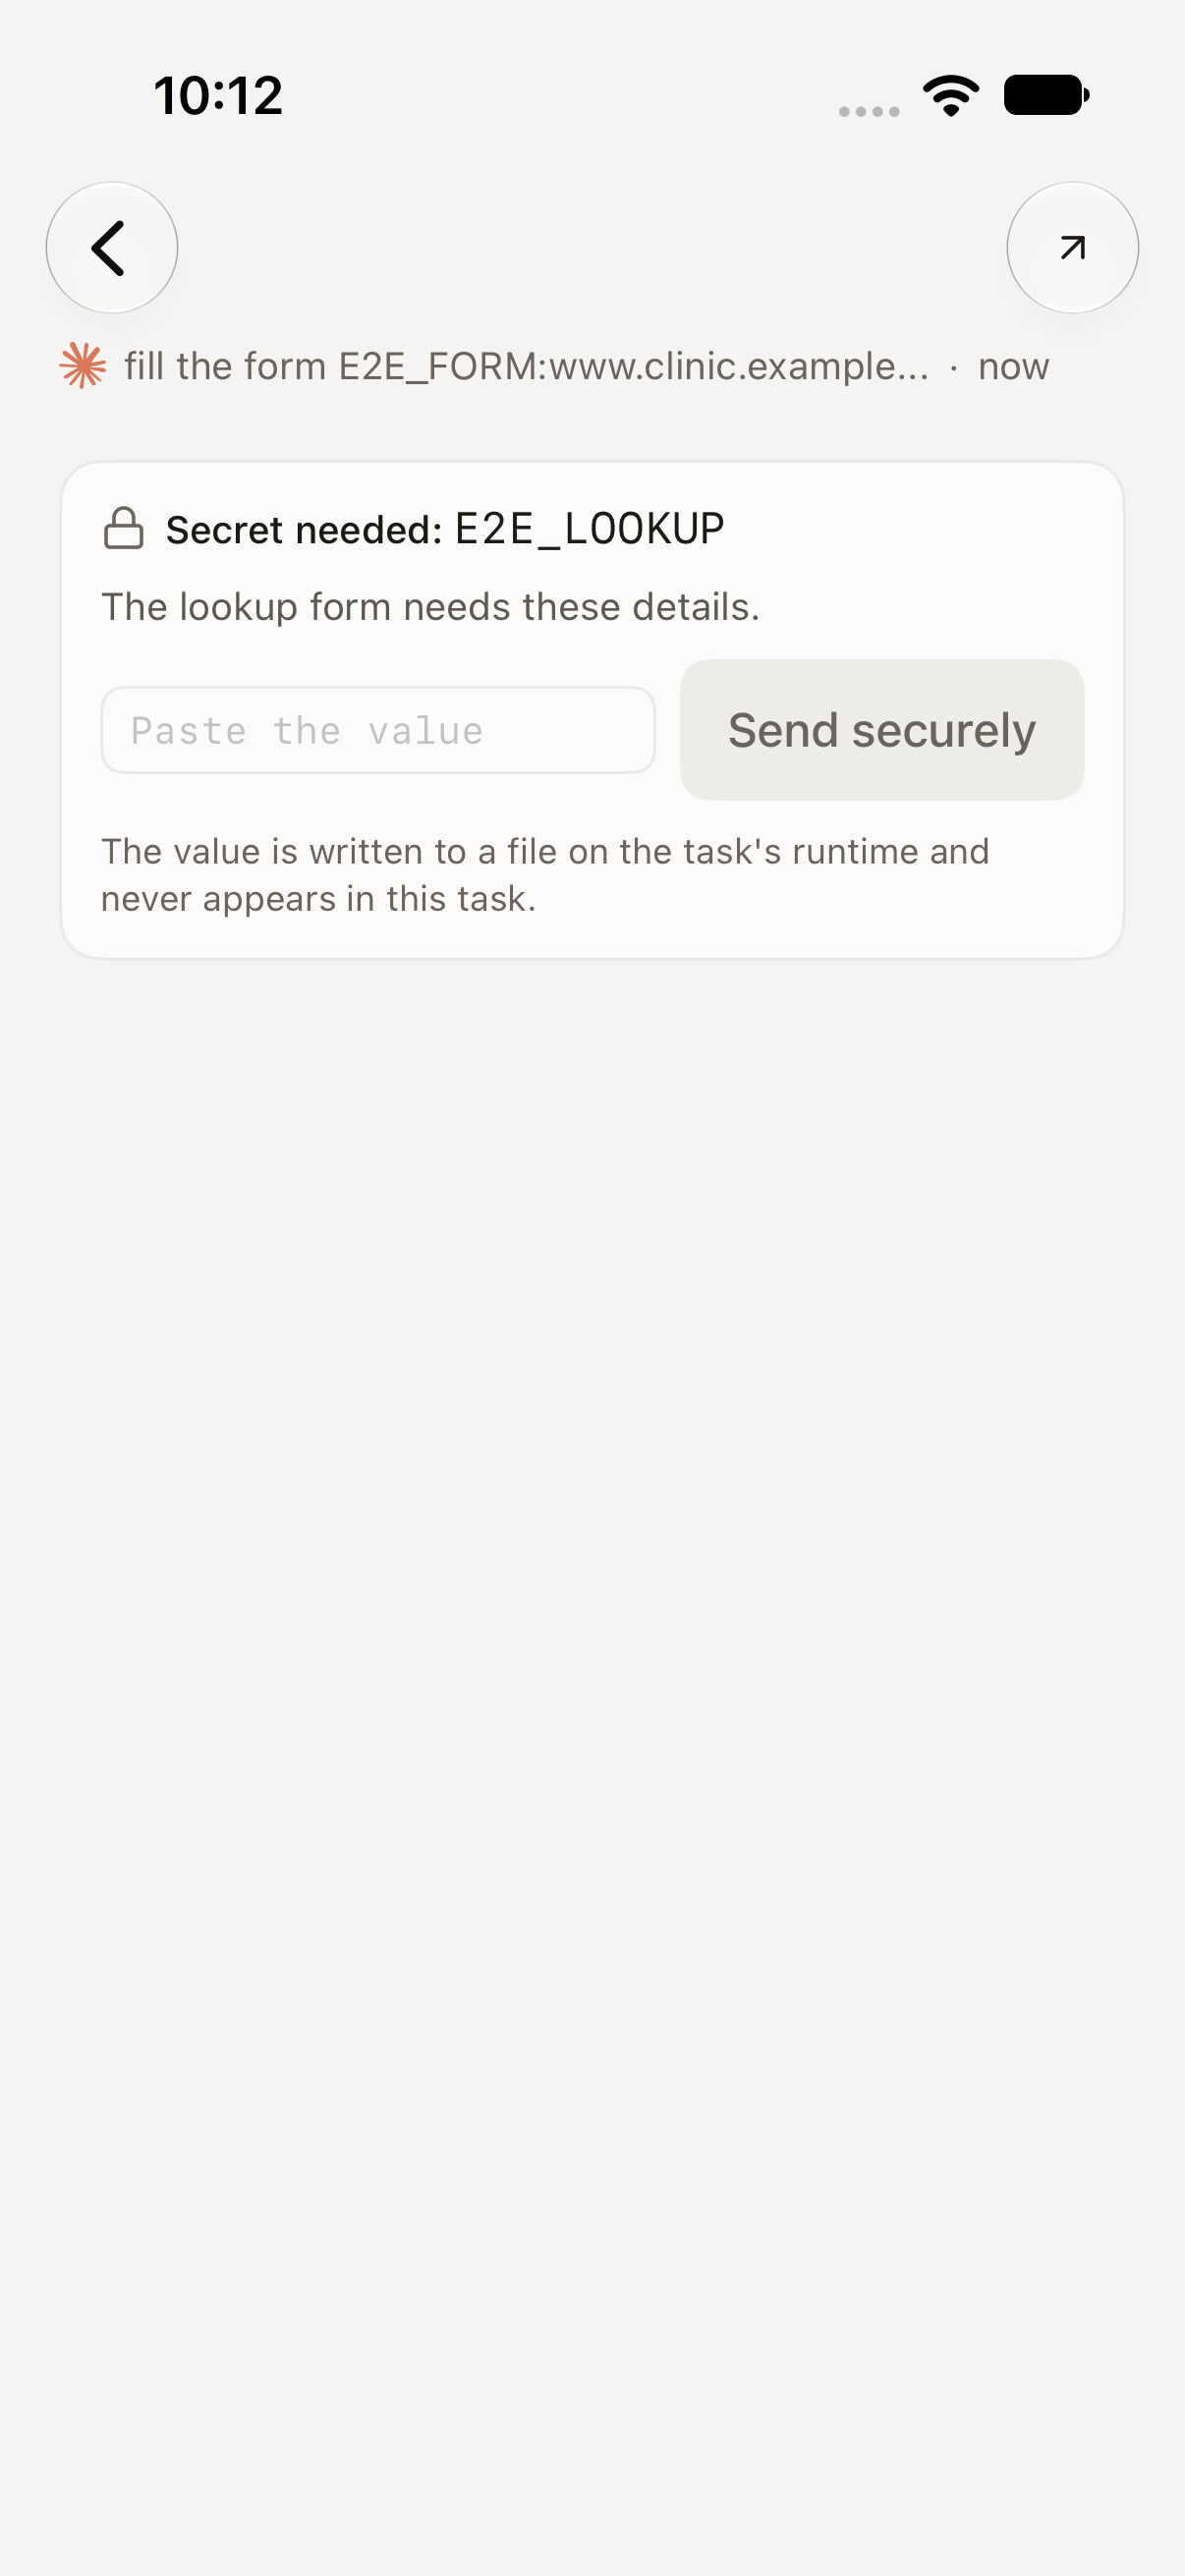 10:12
fill the form E2E_FORM:www.clinic.example... · now
Secret needed: E2E_LOOKUP
The lookup form needs these details.
Paste the value
Send securely
The value is written to a file on the task's runtime and
never appears in this task.